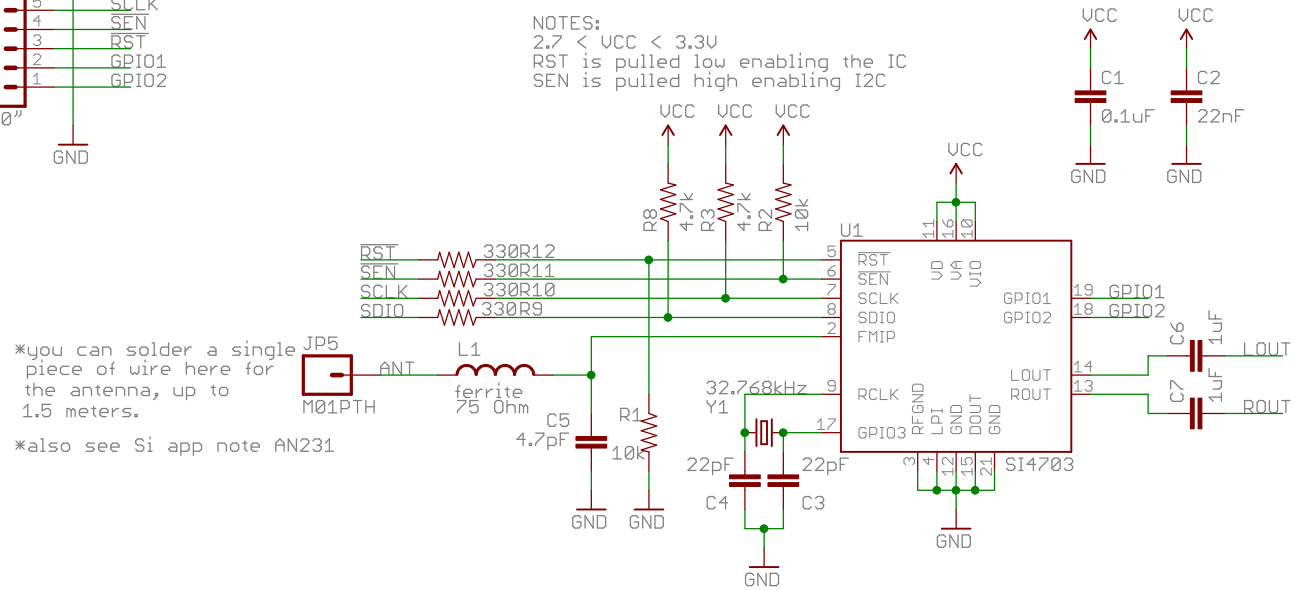 5 SCLK
4 SEN
3 RST
2 GPIO1
1 GPIO2
0"
GND
NOTES:
2.7 < VCC < 3.3V
RST is pulled low enabling the IC
SEN is pulled high enabling I2C
VCC VCC
C1 C2
0.1uF 22nF
GND GND
VCC VCC VCC
R8 4.7k R3 4.7k R2 10k
VCC
11 16 10
U1
RST 330R12 5 RST
SEN 330R11 6 SEN
SCLK 330R10 7 SCLK
SDIO 330R9 8 SDIO
2 FMIP
VD VA VIO
GPIO1 19 GPIO1
GPIO2 18 GPIO2
C6 1uF
LOUT 14 LOUT
ROUT 13 ROUT
C7 1uF
*you can solder a single
piece of wire here for
the antenna, up to
1.5 meters.
*also see Si app note AN231
JP5
ANT
M01PTH
L1
ferrite
75 Ohm
C5
4.7pF
R1
10k
GND GND
32.768kHz 9 RCLK
Y1
17 GPIO3
22pF 22pF
C4 C3
GND
RFGND LPI GND DOUT GND
3 4 12 15 21
SI4703
GND